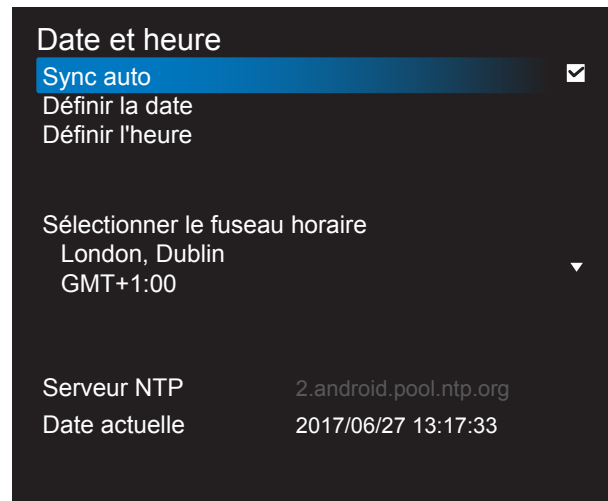 Date et heure
Sync auto
Définir la date
Définir l'heure
Sélectionner le fuseau horaire
London, Dublin
GMT+1:00
Serveur NTP 2.android.pool.ntp.org
Date actuelle 2017/06/27 13:17:33